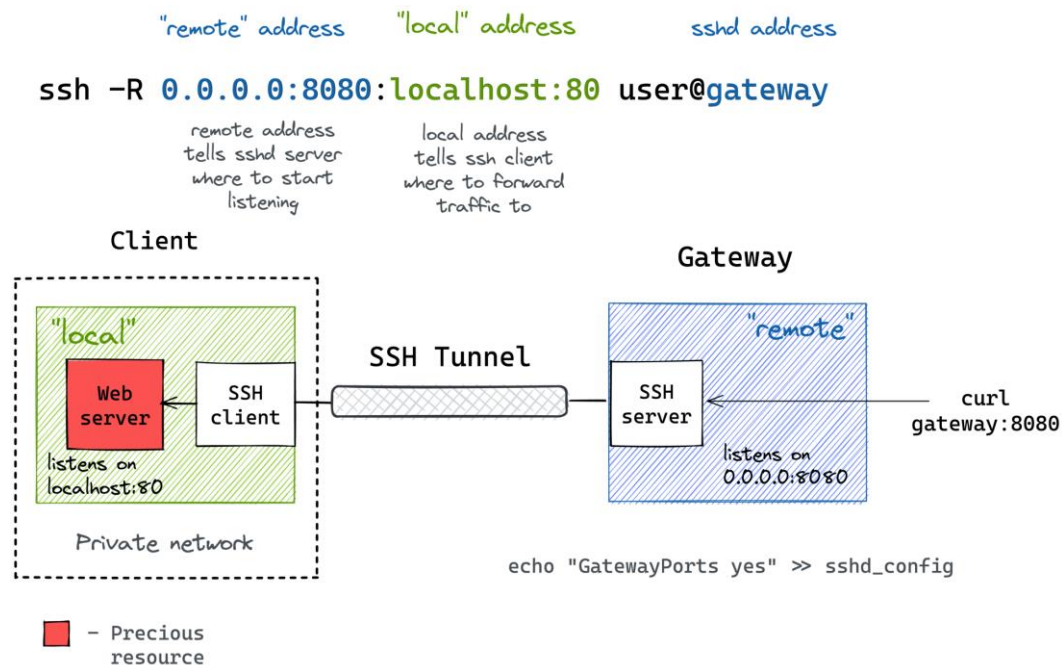 "remote" address
"local" address
sshd address
ssh -R 0.0.0.0:8080:localhost:80 user@gateway
remote address
tells sshd server
where to start
listening
local address
tells ssh client
where to forward
traffic to
Client
Gateway
"local"
Web
server
SSH
client
listens on
localhost:80
Private network
SSH Tunnel
"remote"
SSH
server
listens on
0.0.0.0:8080
curl
gateway:8080
echo "GatewayPorts yes" >> sshd_config
- Precious
resource